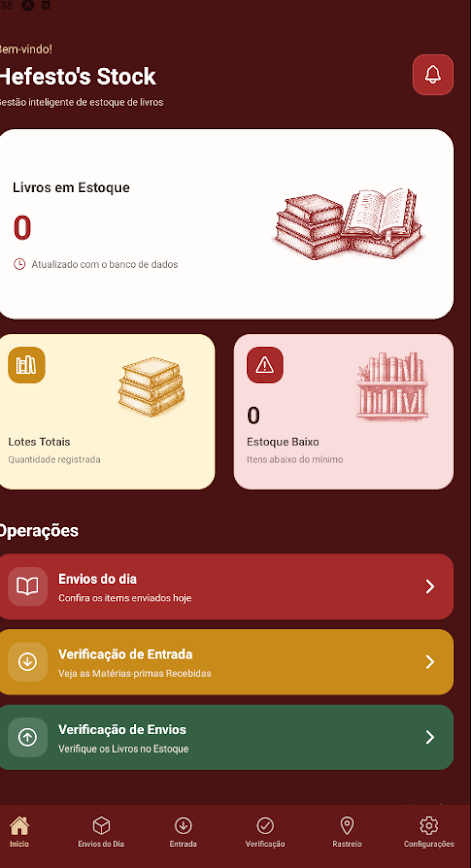 38
Bem-vindo!
Hefesto's Stock
Gestão inteligente de estoque de livros
Livros em Estoque
0
Atualizado com o banco de dados
Lotes Totais
Quantidade registrada
0
Estoque Baixo
Itens abaixo do mínimo
Operações
Envios do dia
Confira os items enviados hoje
Verificação de Entrada
Veja as Matérias-primas Recebidas
Verificação de Envios
Verifique os Livros no Estoque
Início
Envios do Dia
Entrada
Verificação
Rastreio
Configurações